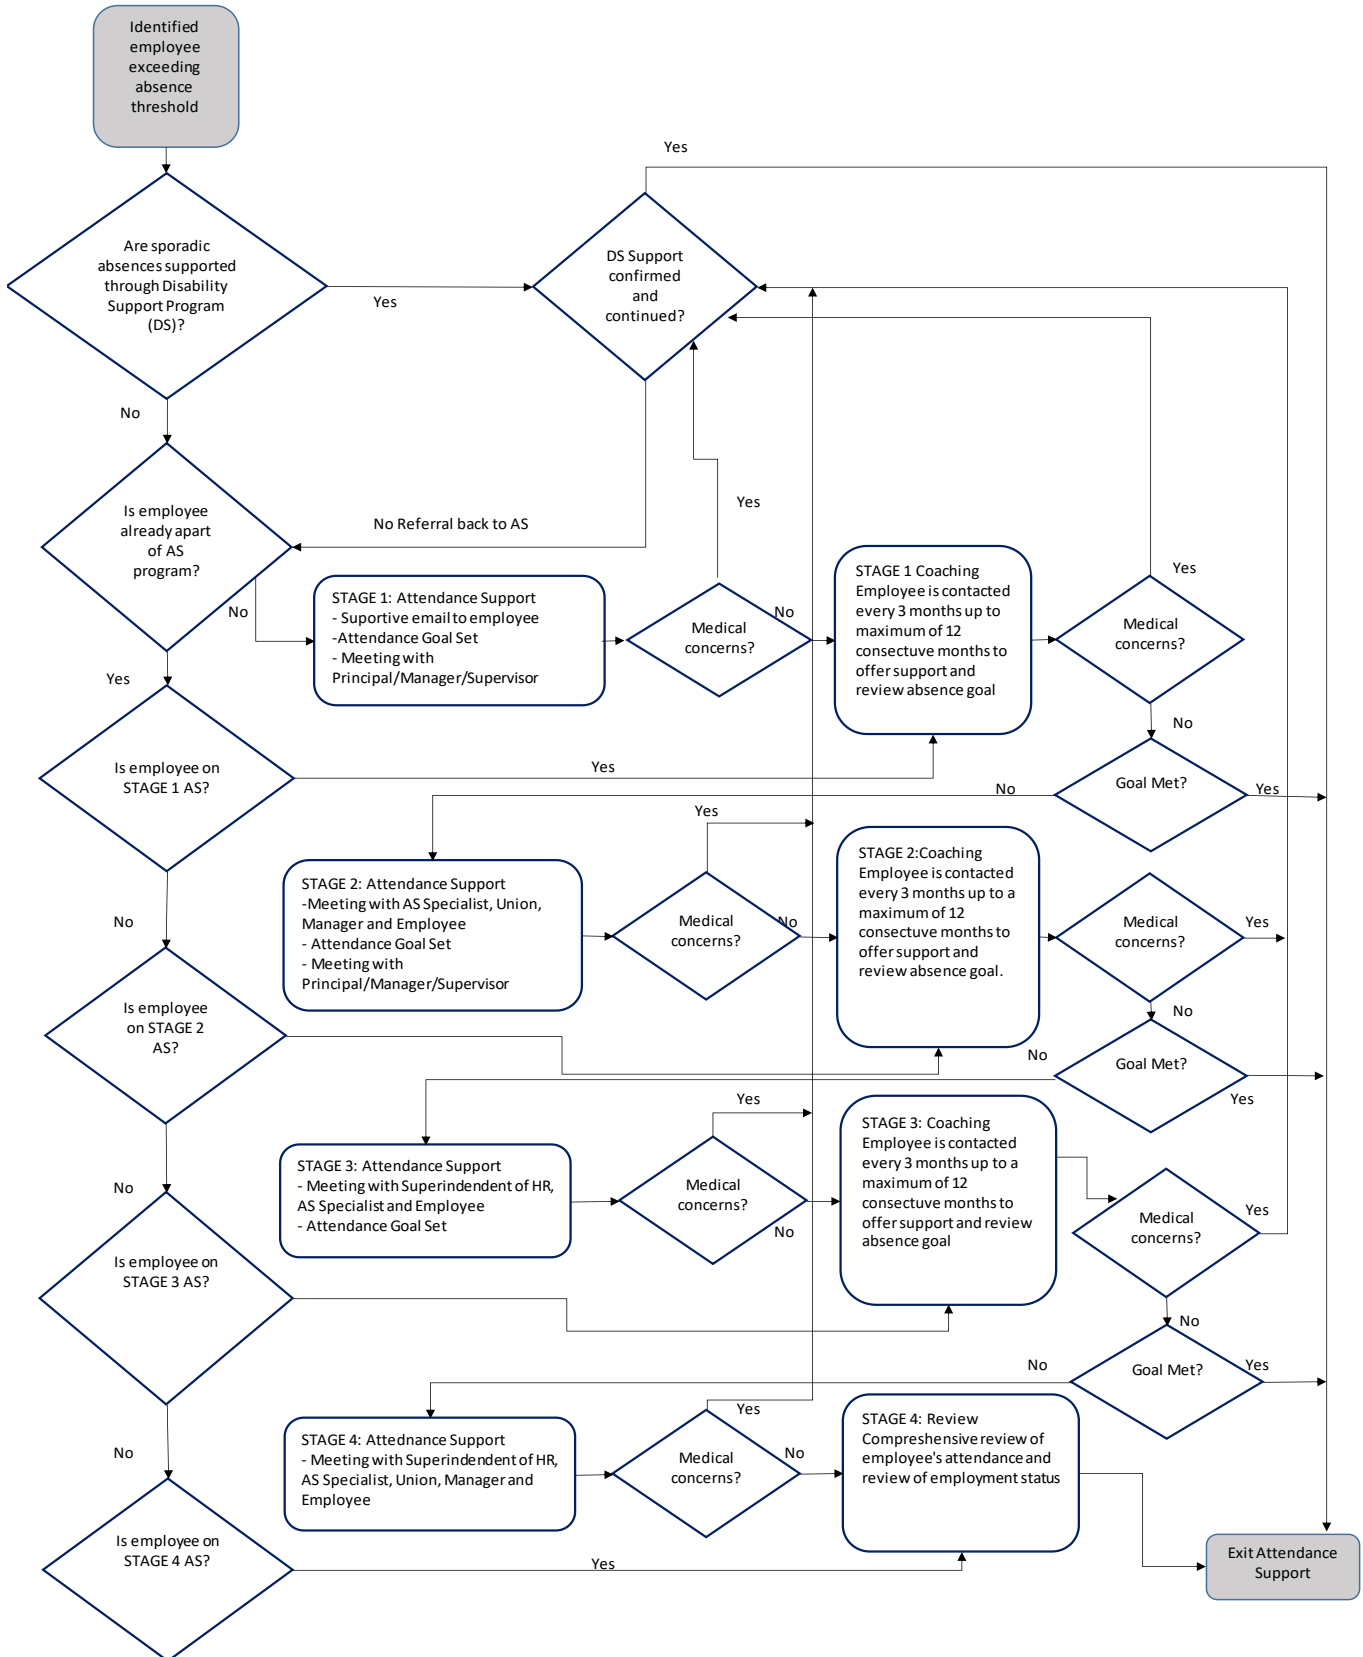 Identified
employee
exceeding
absence
threshold
Yes
Are sporadic
absences supported
through Disability
Support Program
(DS)?
Yes
DS Support
confirmed
and
continued?
No
Is employee
already apart
of AS
program?
No Referral back to AS
Yes
No
STAGE 1: Attendance Support
- Suportive email to employee
-Attendance Goal Set
- Meeting with
Principal/Manager/Supervisor
Medical
concerns?
No
STAGE 1 Coaching
Employee is contacted
every 3 months up to
maximum of 12
consectuve months to
offer support and
review absence goal
Yes
Medical
concerns?
No
Yes
Is employee on
STAGE 1 AS?
Yes
Goal Met?
Yes
No
Yes
STAGE 2: Attendance Support
-Meeting with AS Specialist, Union,
Manager and Employee
- Attendance Goal Set
- Meeting with
Principal/Manager/Supervisor
Medical
concerns?
No
STAGE 2:Coaching
Employee is contacted
every 3 months up to a
maximum of 12
consectuve months to
offer support and
review absence goal.
Medical
concerns?
Yes
No
No
Is employee
on STAGE 2
AS?
Goal Met?
No
Yes
STAGE 3: Attendance Support
- Meeting with Superindendent of HR,
AS Specialist and Employee
- Attendance Goal Set
Yes
Medical
concerns?
No
STAGE 3: Coaching
Employee is contacted
every 3 months up to a
maximum of 12
consectuve months to
offer support and review
absence goal
Medical
concerns?
Yes
No
No
Is employee on
STAGE 3 AS?
Goal Met?
No
Yes
STAGE 4: Attednance Support
- Meeting with Superindendent of HR,
AS Specialist, Union, Manager and
Employee
Yes
Medical
concerns?
No
STAGE 4: Review
Compreshensive review of
employee's attendance and
review of employment status
No
Is employee on
STAGE 4 AS?
Yes
Exit Attendance
Support